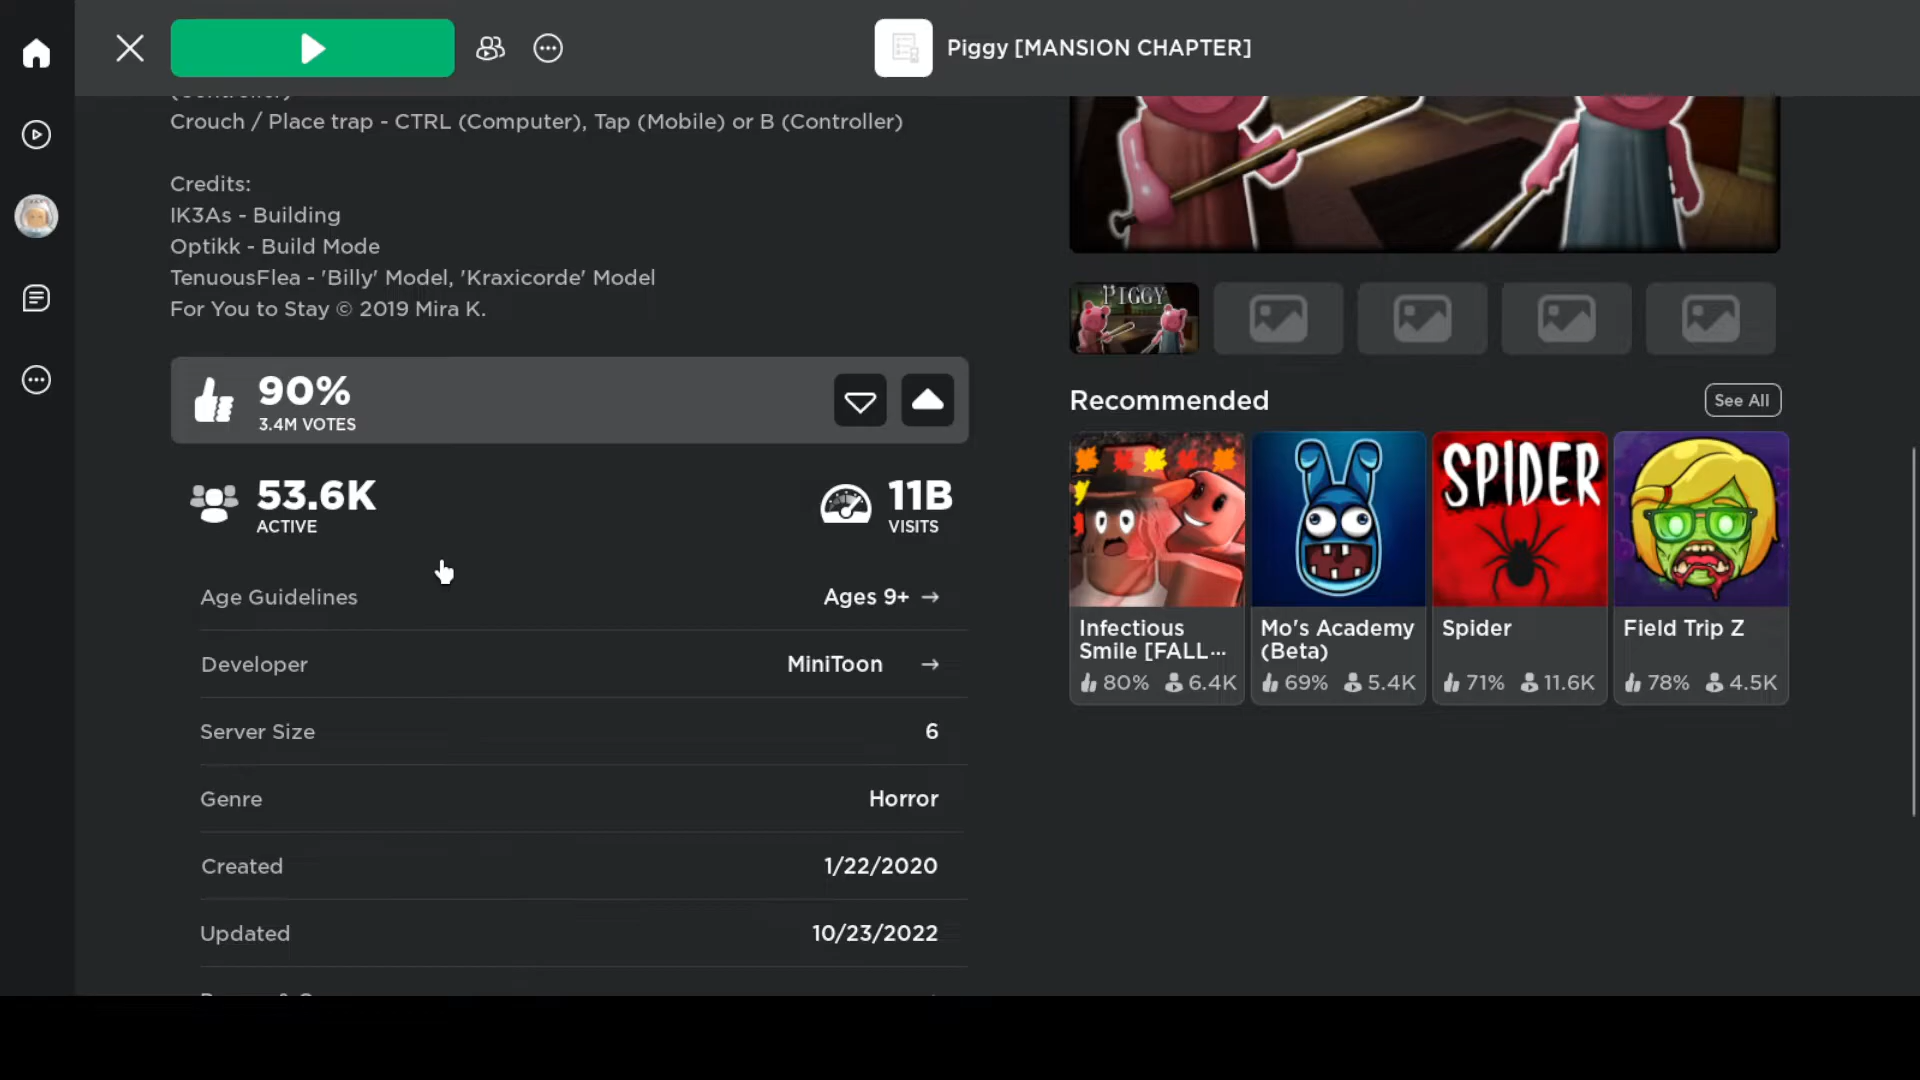 Piggy [MANSION CHAPTER]
Crouch / Place trap - CTRL (Computer), Tap (Mobile) or B (Controller)
Credits:
IK3As - Building
Optikk - Build Mode
TenuousFlea - 'Billy' Model, 'Kraxicorde' Model
For You to Stay © 2019 Mira K.
90%
3.4M VOTES
53.6K
ACTIVE
11B
VISITS
Age Guidelines
Ages 9+
Developer
MiniToon
Server Size
6
Genre
Horror
Created
1/22/2020
Updated
10/23/2022
PIGGY
Recommended
See All
SPIDER
Infectious
Smile [FALL...
80% 6.4K
Mo's Academy
(Beta)
69% 5.4K
Spider
71% 11.6K
Field Trip Z
78% 4.5K